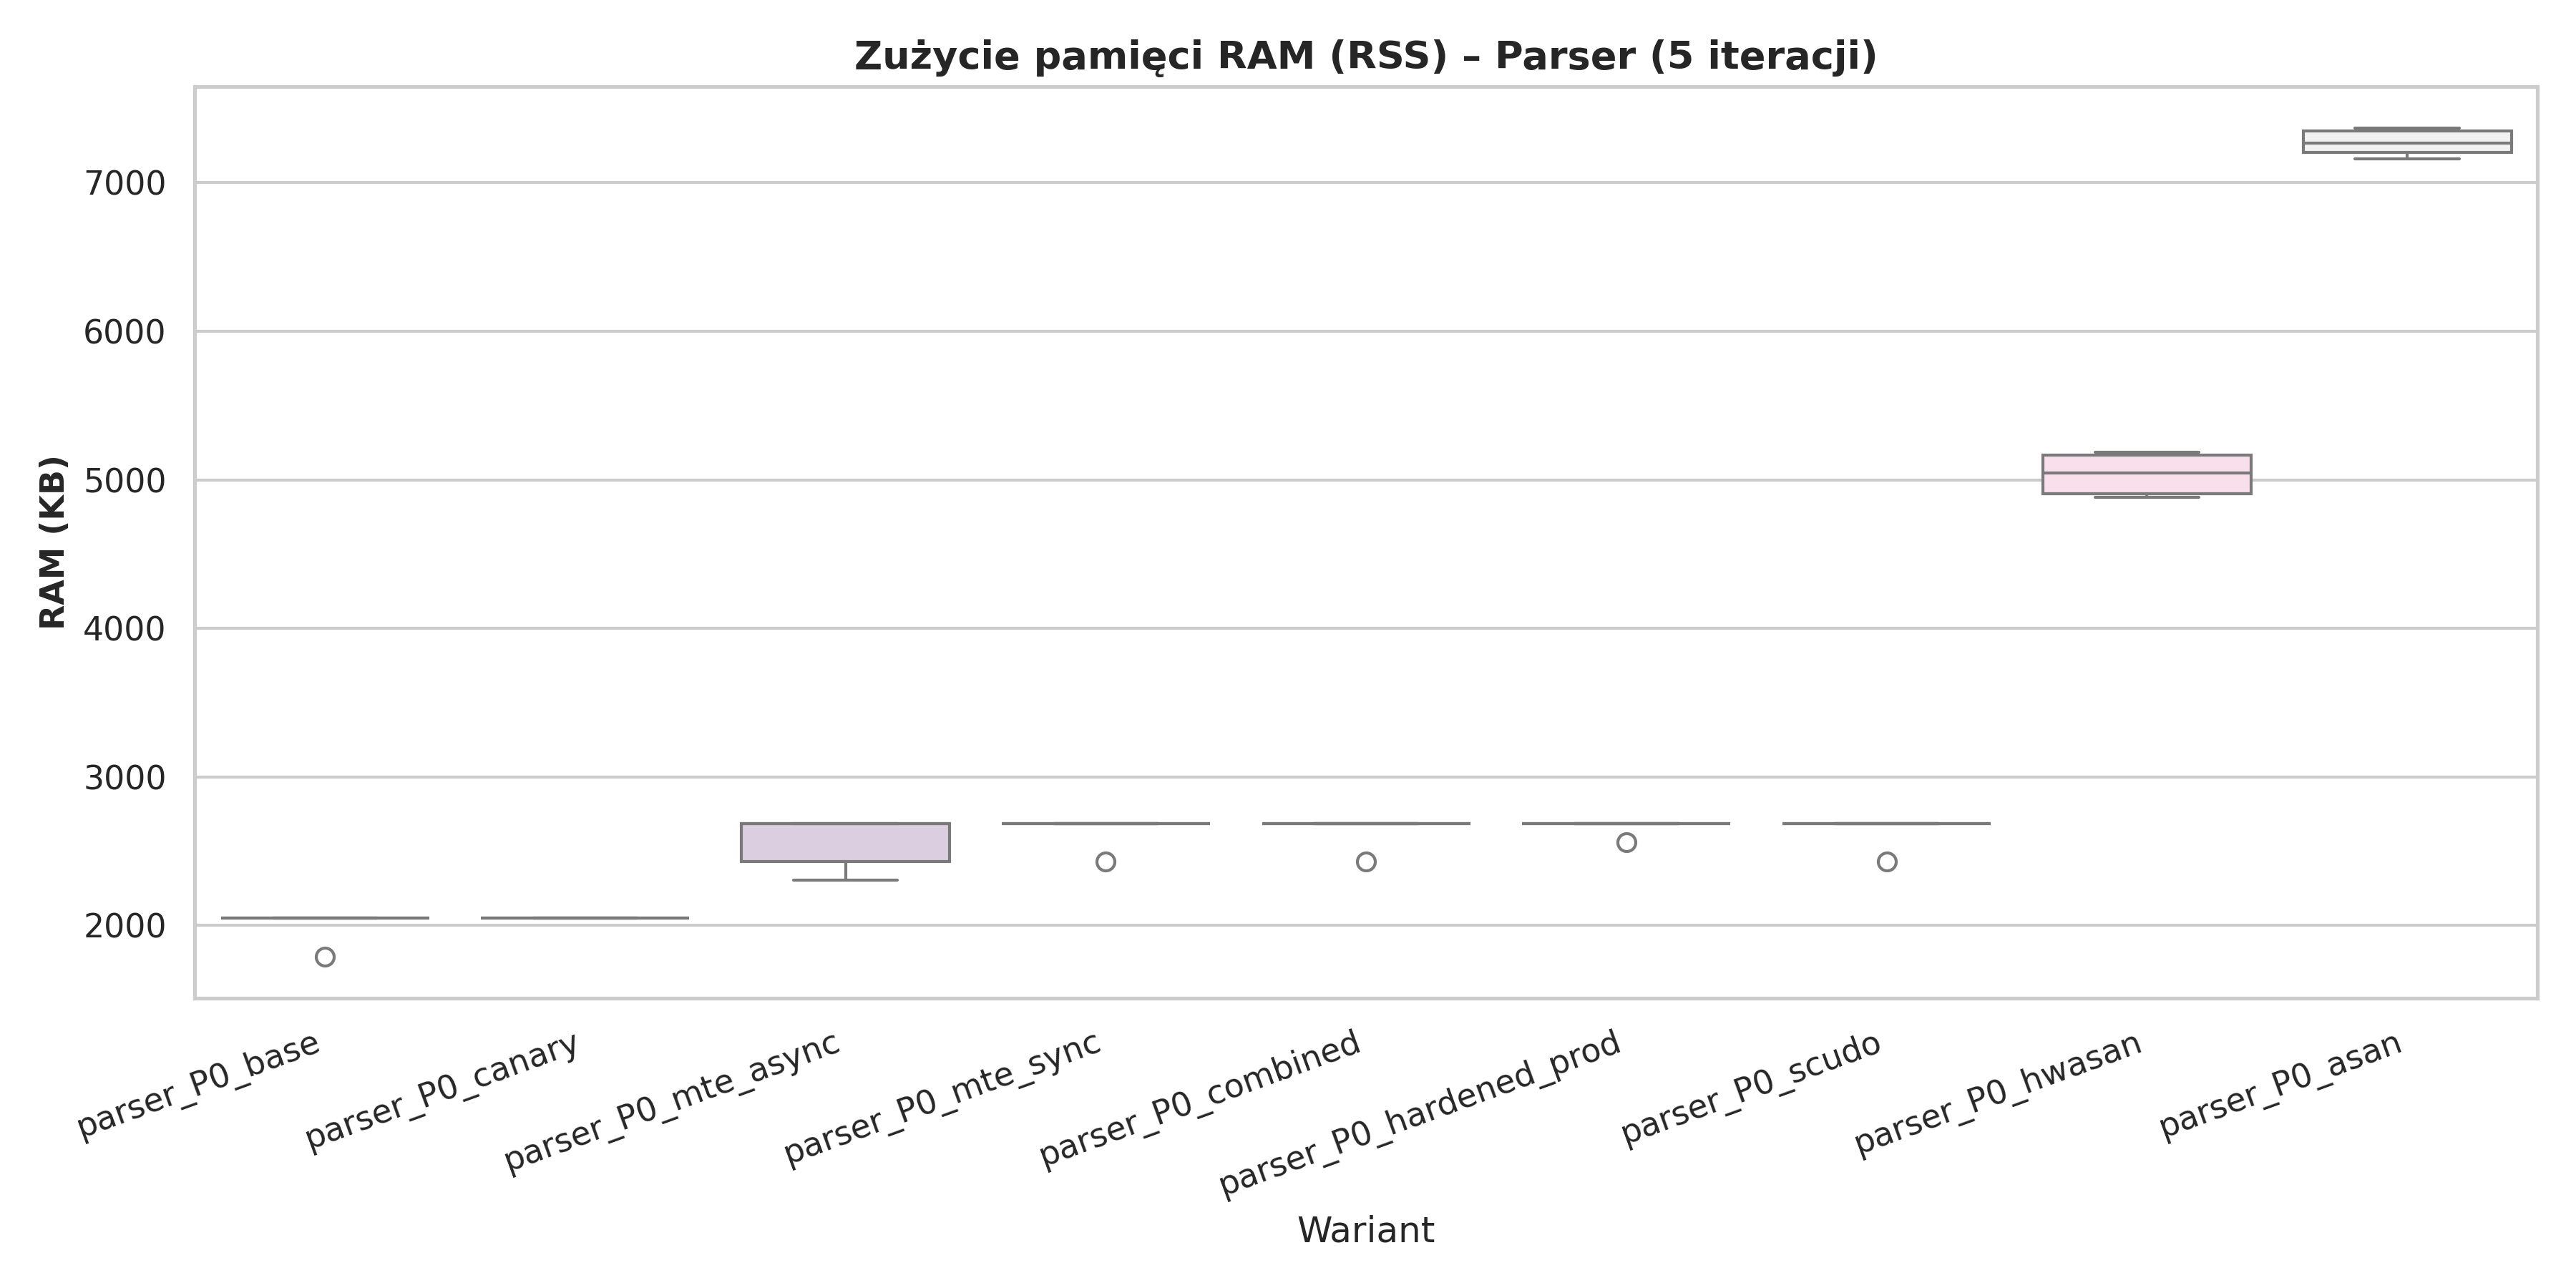 Zużycie pamięci RAM (RSS) – Parser (5 iteracji)
RAM (KB)
7000
6000
5000
4000
3000
2000
parser_P0_base
parser_P0_canary
parser_P0_mte_async
parser_P0_mte_sync
parser_P0_combined
parser_P0_hardened_prod
parser_P0_scudo
parser_P0_hwasan
parser_P0_asan
Wariant